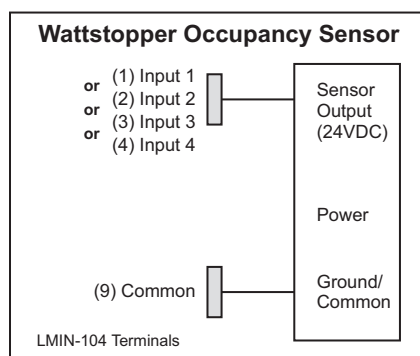 Wattstopper Occupancy Sensor
(1) Input 1
or
(2) Input 2
or
(3) Input 3
or
(4) Input 4
Sensor
Output
(24VDC)
Power
(9) Common
Ground/
Common
LMIN-104 Terminals